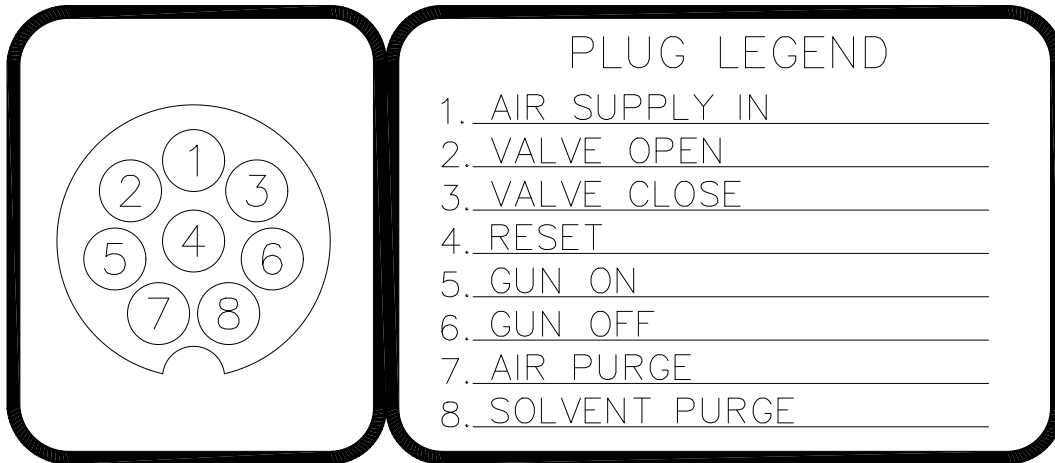 1
2 3
4
5 6
7 8
PLUG LEGEND
1. AIR SUPPLY IN
2. VALVE OPEN
3. VALVE CLOSE
4. RESET
5. GUN ON
6. GUN OFF
7. AIR PURGE
8. SOLVENT PURGE